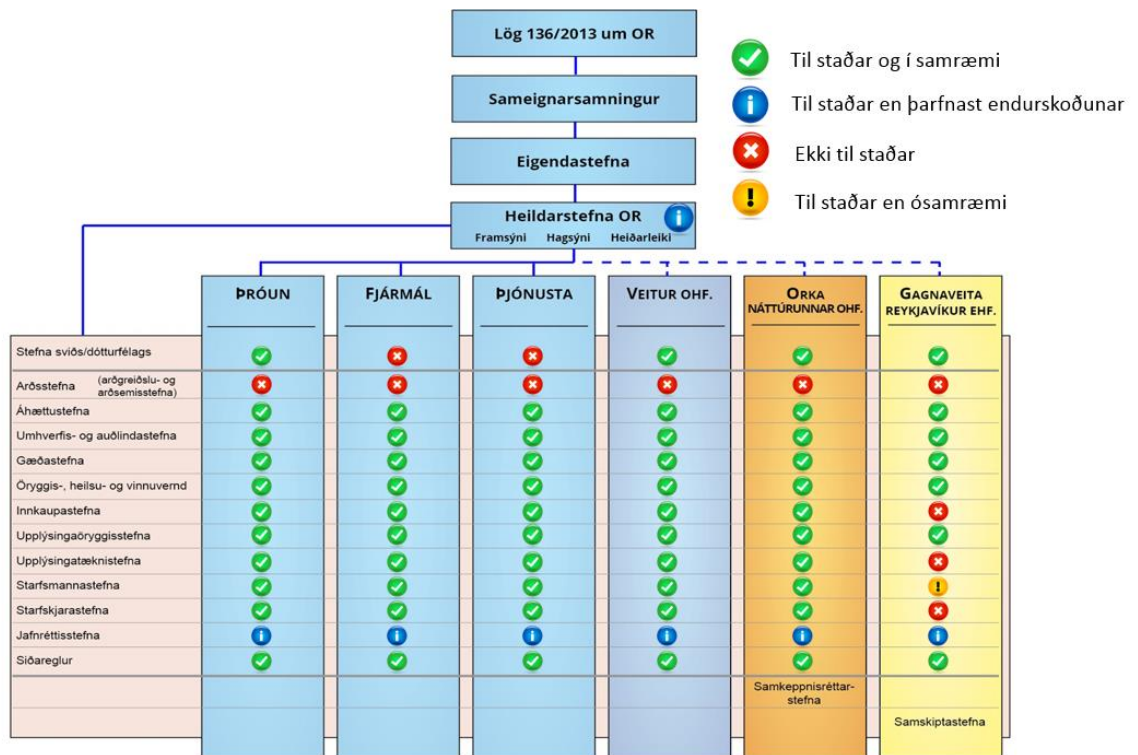 Lög 136/2013 um OR
Sameignarsamningur
Eigendastefna
Heildarstefna OR
Framsýni Hagsýni Heiðarleiki
Til staðar og í samræmi
Til staðar en þarfnast endurskoðunar
Ekki til staðar
Til staðar en ósamræmi
ÞRÓUN
FJÁRMÁL
ÞJÓNUSTA
VEITUR OHF.
ORKA
NÁTTÚRUNNAR OHF.
GAGNAVEITA
REYKJAVÍKUR EHF.
Stefna sviðs/dótturfélags
Arðsstefna (arðgreiðslu- og
arðsemisstefna)
Áhættustefna
Umhverfis- og auðlindastefna
Gæðastefna
Öryggis-, heilsu- og vinnuvernd
Innkaupastefna
Upplýsingaöryggisstefna
Upplýsingatæknistefna
Starfsmannastefna
Starfskjarastefna
Jafnréttisstefna
Siðareglur
Samkeppnisréttar-
stefna
Samskiptastefna